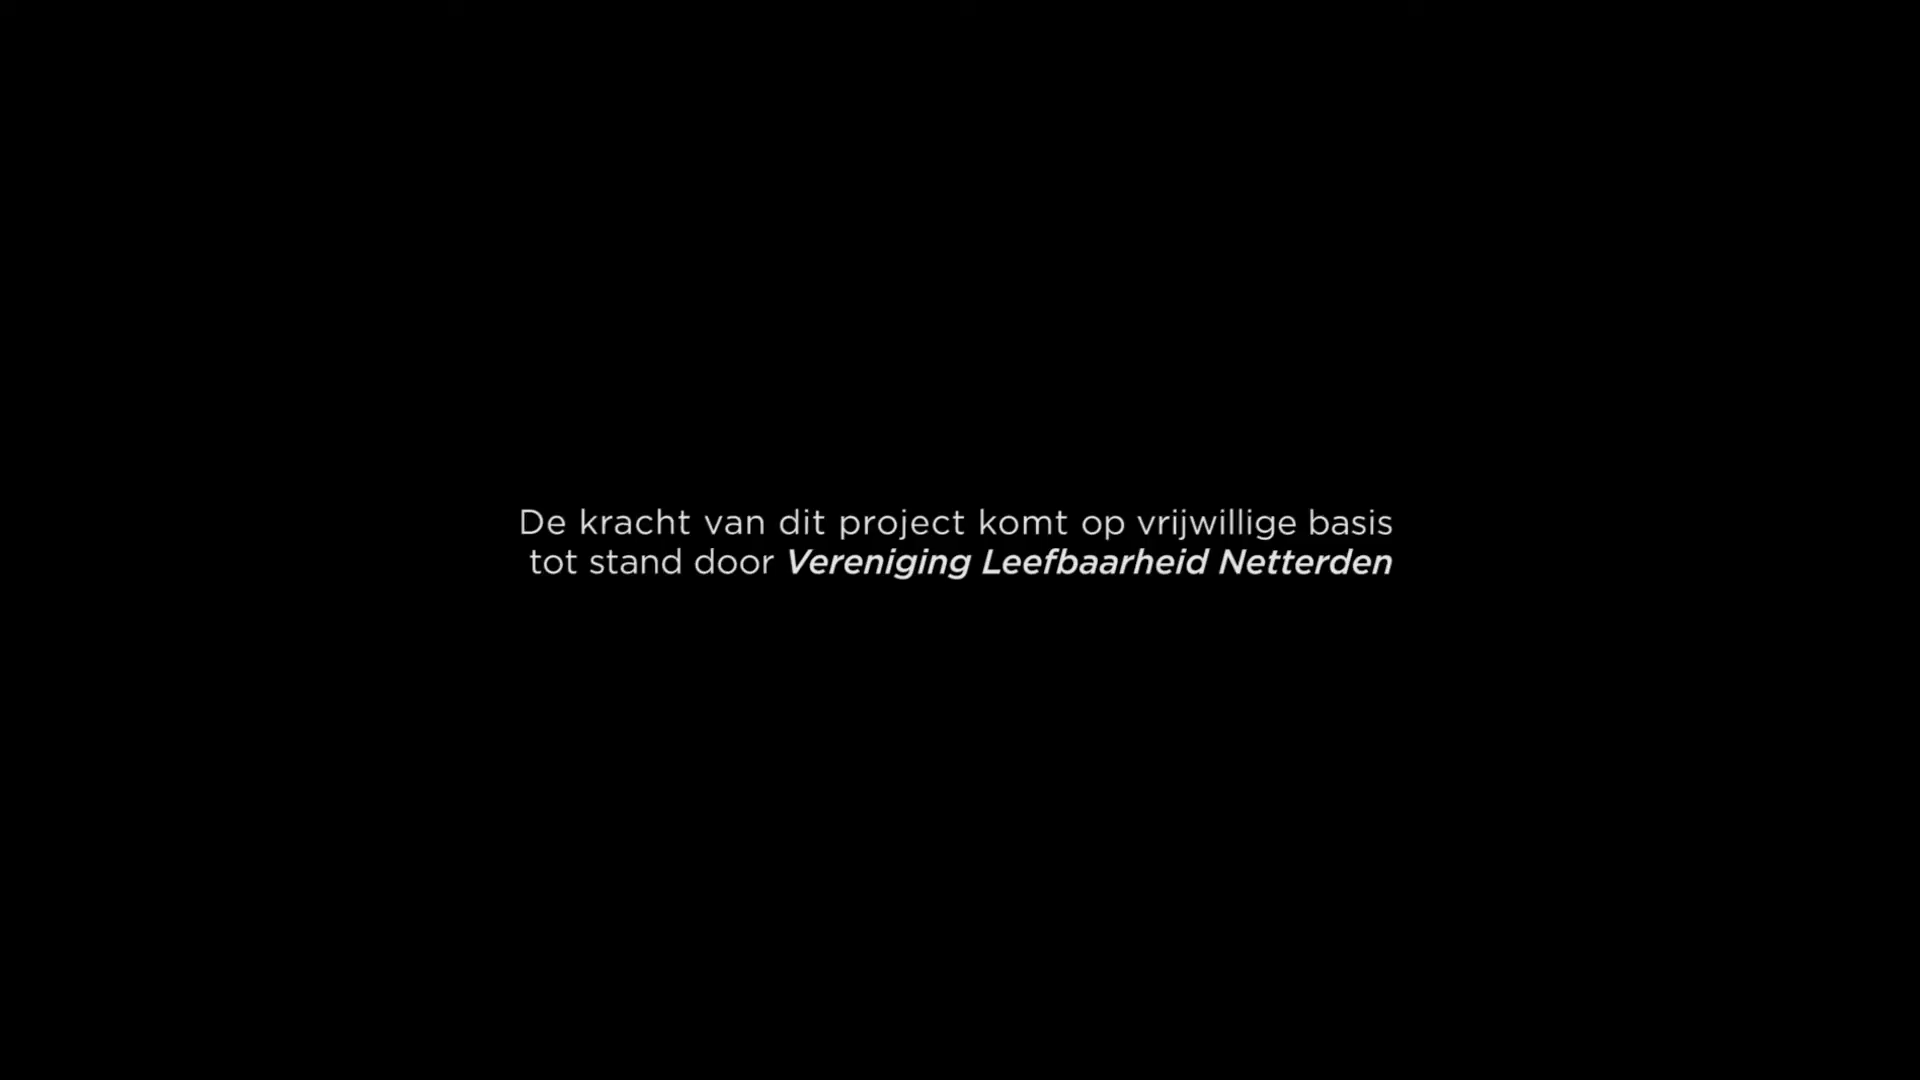 De kracht van dit project komt op vrijwillige basis
tot stand door Vereniging Leefbaarheid Netterden